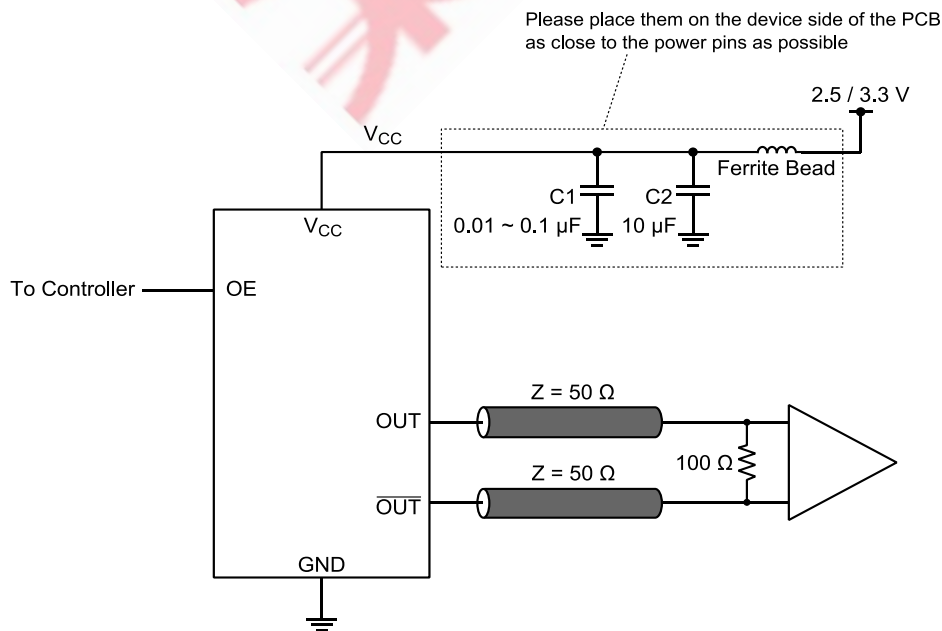 Please place them on the device side of the PCB
as close to the power pins as possible
2.5 / 3.3 V
VCC
Ferrite Bead
C1
0.01 ~ 0.1 µF
C2
10 µF
VCC
To Controller
OE
Z = 50 Ω
OUT
100 Ω
Z = 50 Ω
OUT
GND